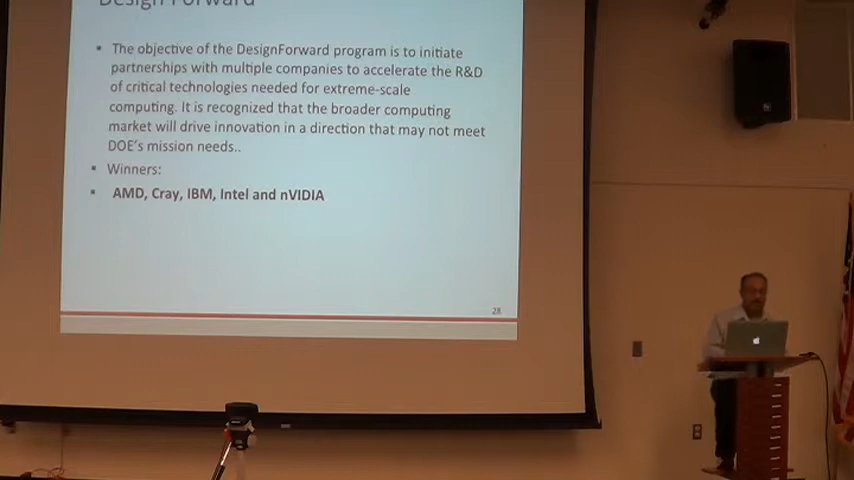 Design Forward
The objective of the DesignForward program is to initiate
partnerships with multiple companies to accelerate the R&D
of critical technologies needed for extreme-scale
computing. It is recognized that the broader computing
market will drive innovation in a direction that may not meet
DOE's mission needs..
Winners:
AMD, Cray, IBM, Intel and nVIDIA
28